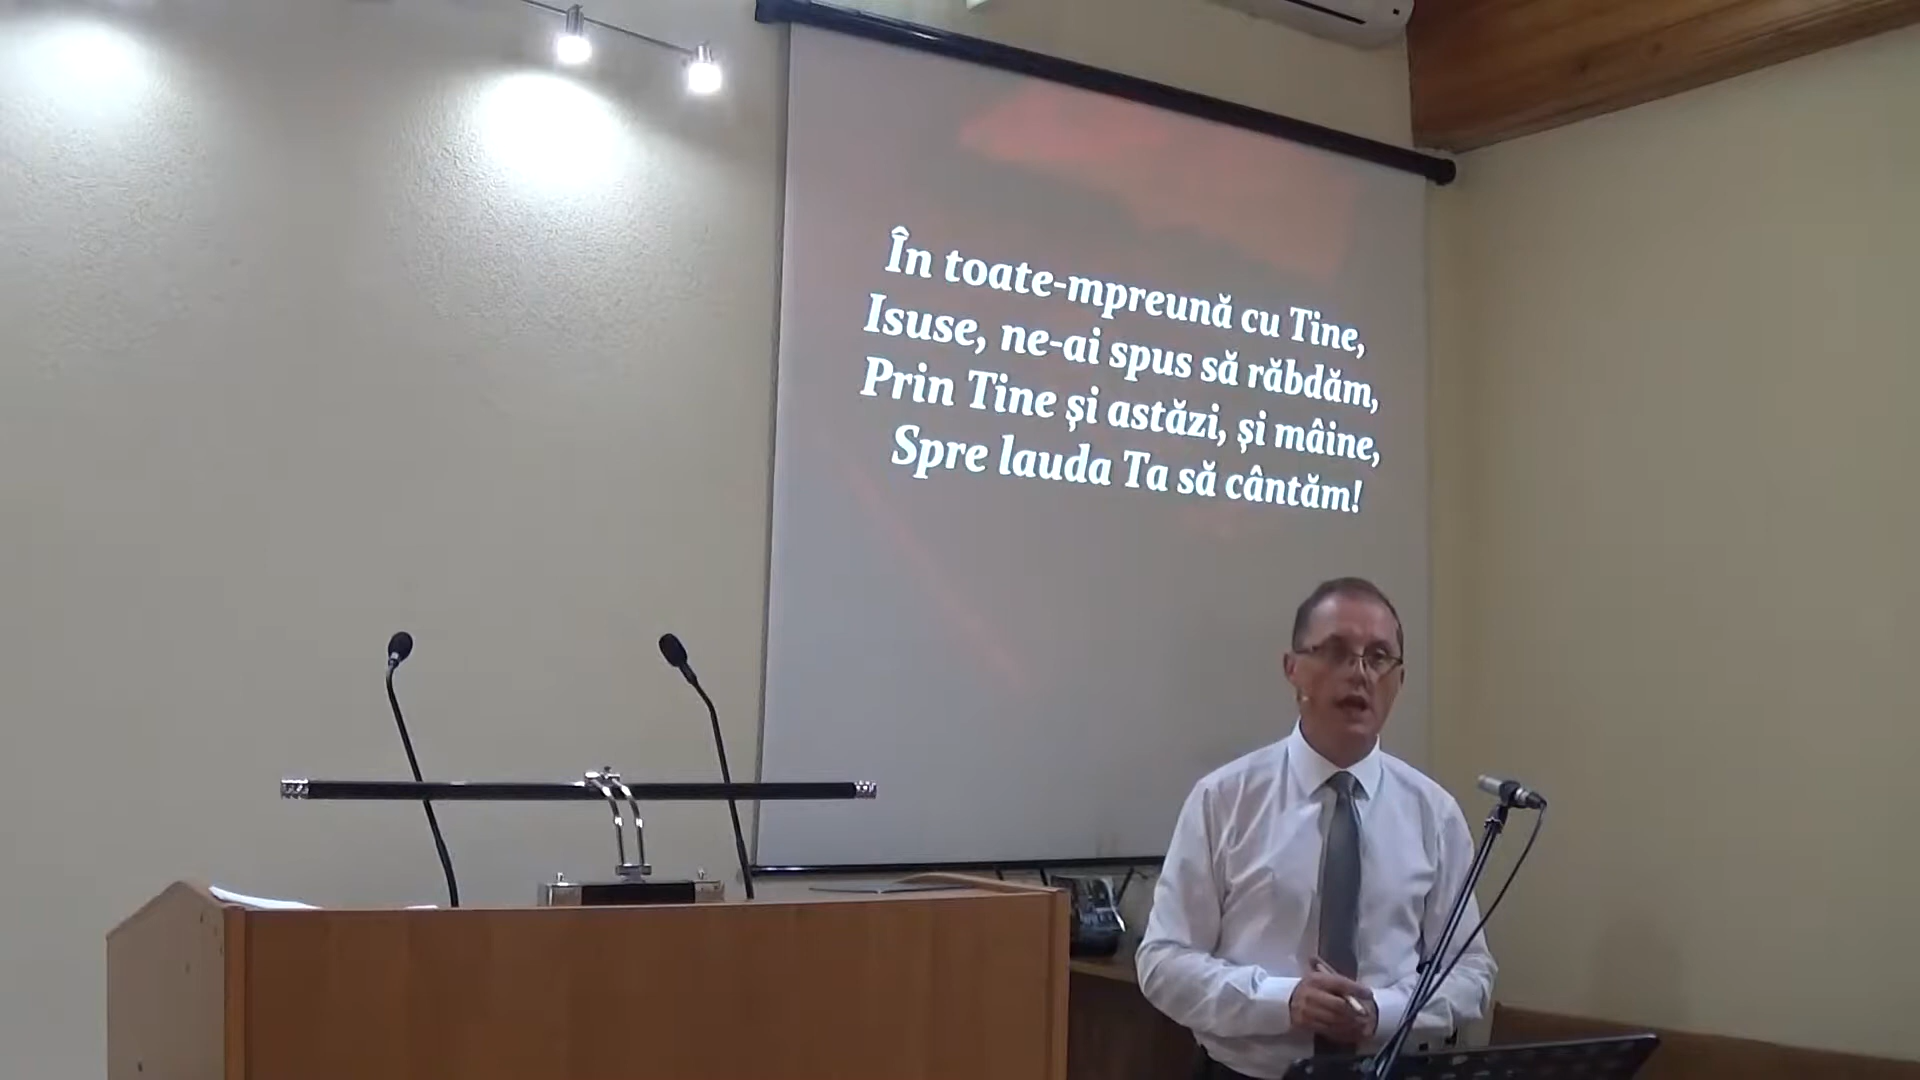 În toate-mpreună cu Tine,
Isuse, ne-ai spus să răbdăm,
Prin Tine și astăzi, și mâine,
Spre lauda Ta să cântăm!